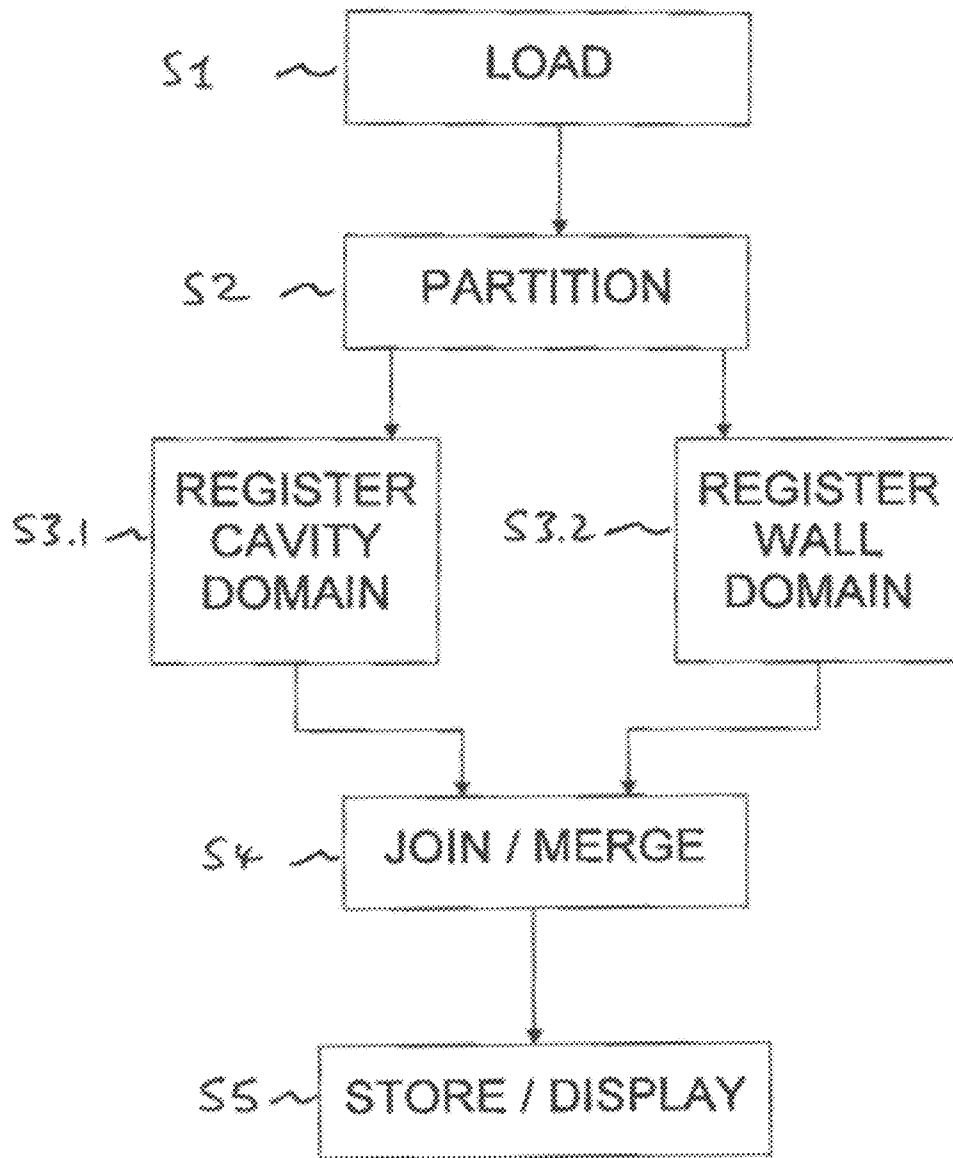 S1
LOAD
S2
PARTITION
S3.1
REGISTER
CAVITY
DOMAIN
S3.2
REGISTER
WALL
DOMAIN
S4
JOIN / MERGE
S5
STORE / DISPLAY